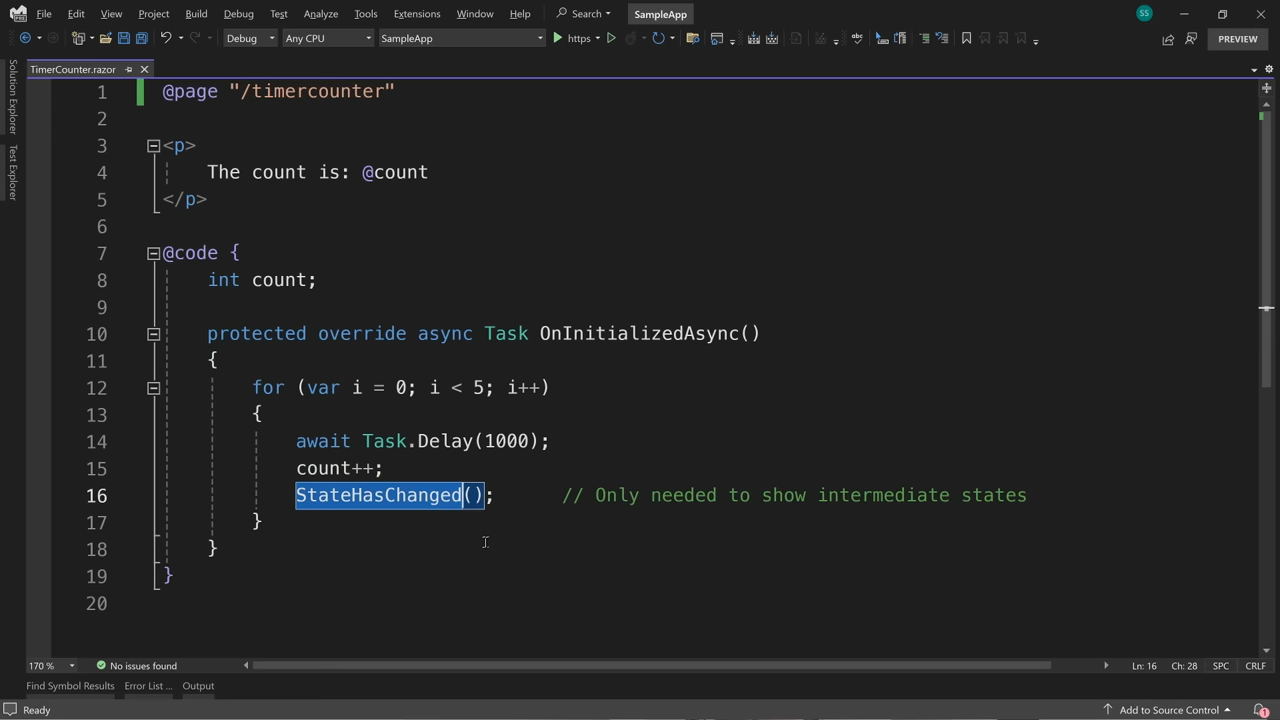 File Edit View Project Build Debug Test Analyze Tools Extensions Window Help Search SampleApp SS
Debug Any CPU SampleApp https PREVIEW
TimerCounter.razor
Solution Explorer
Test Explorer
1 @page "/timercounter"
2
3 <p>
4 The count is: @count
5 </p>
6
7 @code {
8 int count;
9
10 protected override async Task OnInitializedAsync()
11 {
12 for (var i = 0; i < 5; i++)
13 {
14 await Task.Delay(1000);
15 count++;
16 StateHasChanged(); // Only needed to show intermediate states
17 }
18 }
19 }
20
170 % No issues found Ln: 16 Ch: 28 SPC CRLF
Find Symbol Results Error List ... Output
Ready Add to Source Control 1